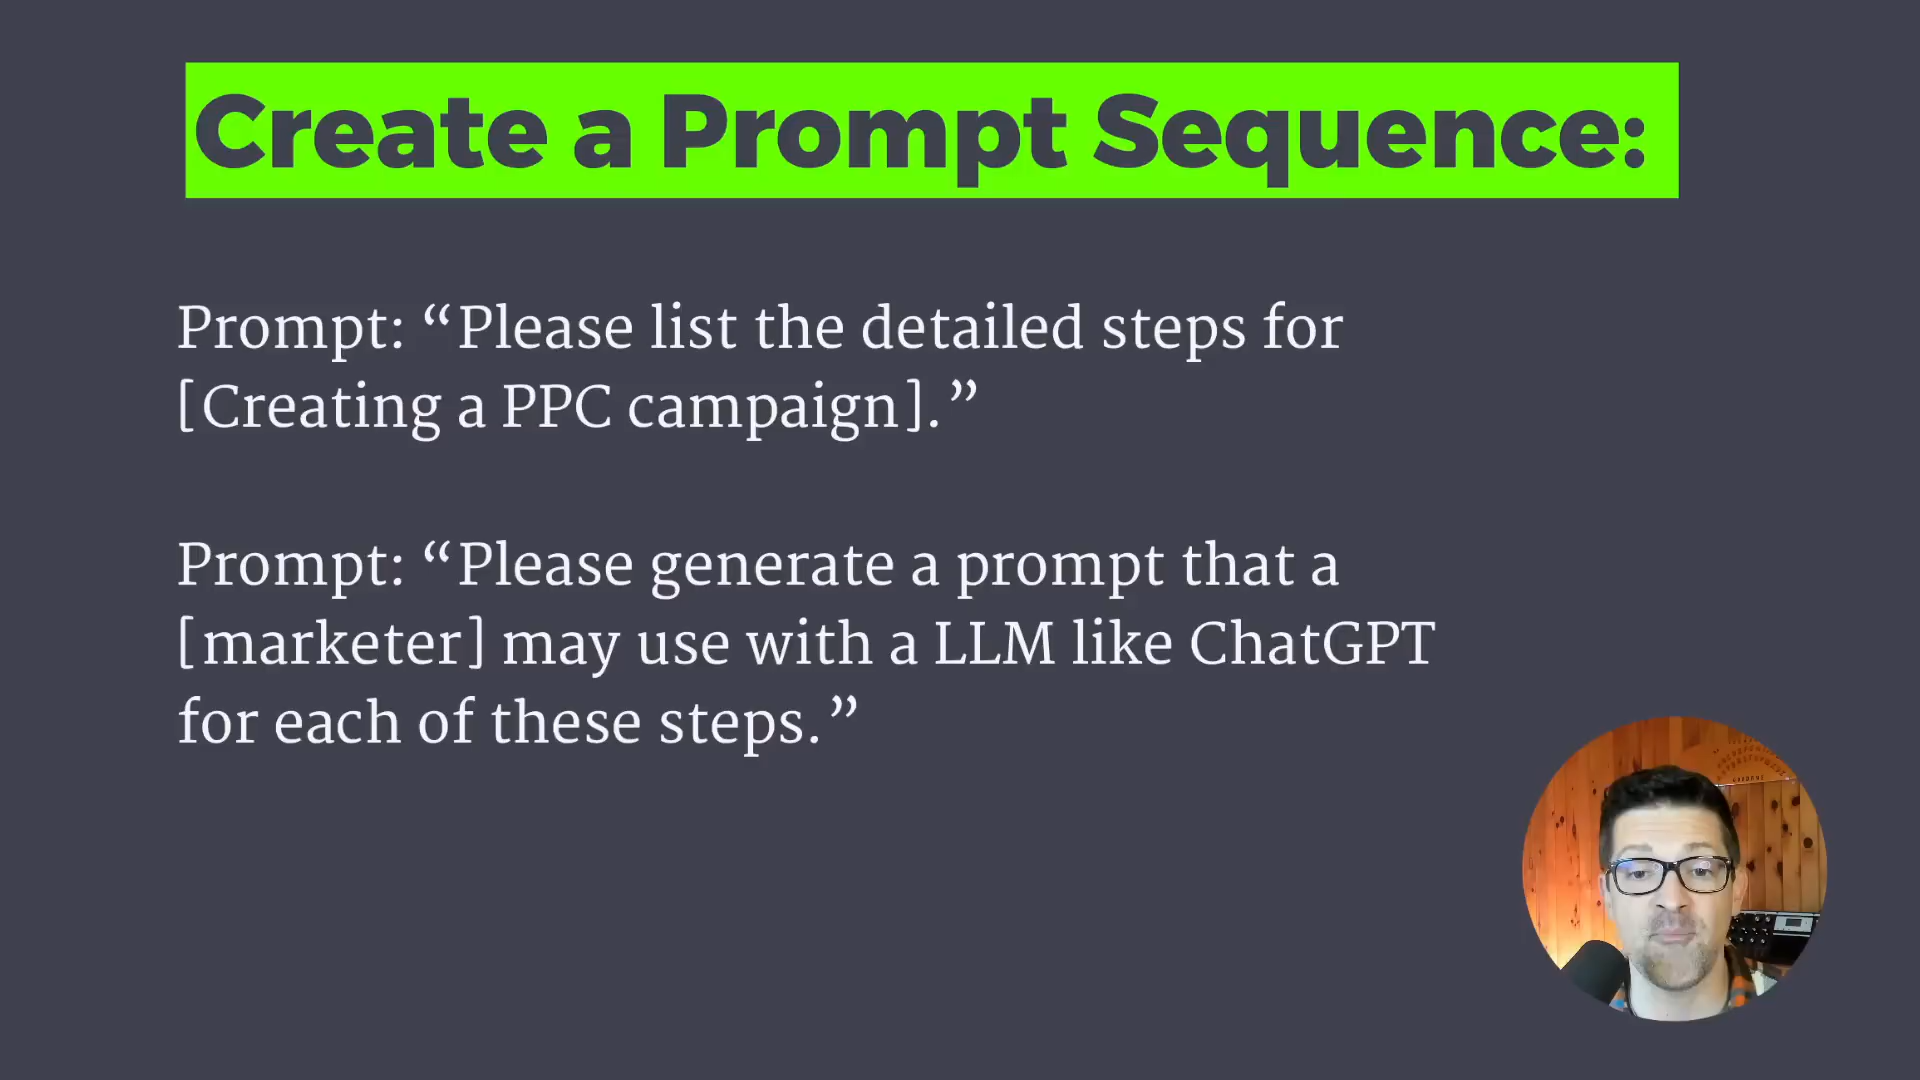 Create a Prompt Sequence:
Prompt: “Please list the detailed steps for
[Creating a PPC campaign].”
Prompt: “Please generate a prompt that a
[marketer] may use with a LLM like ChatGPT
for each of these steps.”